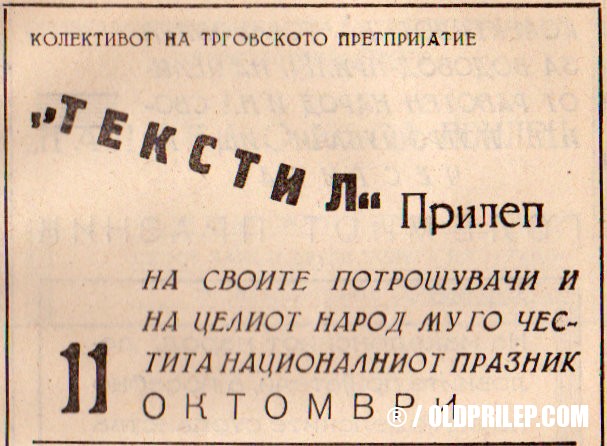 КОЛЕКТИВОТ НА ТРГОВСКОТО ПРЕТПРИЈАТИЕ
„ТЕКСТИЛ“ Прилеп
НА СВОИТЕ ПОТРОШУВАЧИ И
НА ЦЕЛИОТ НАРОД МУ ГО ЧЕС-
ТИТА НАЦИОНАЛНИОТ ПРАЗНИК
11 ОКТОМВРИ
© / OLDPRILEP.COM